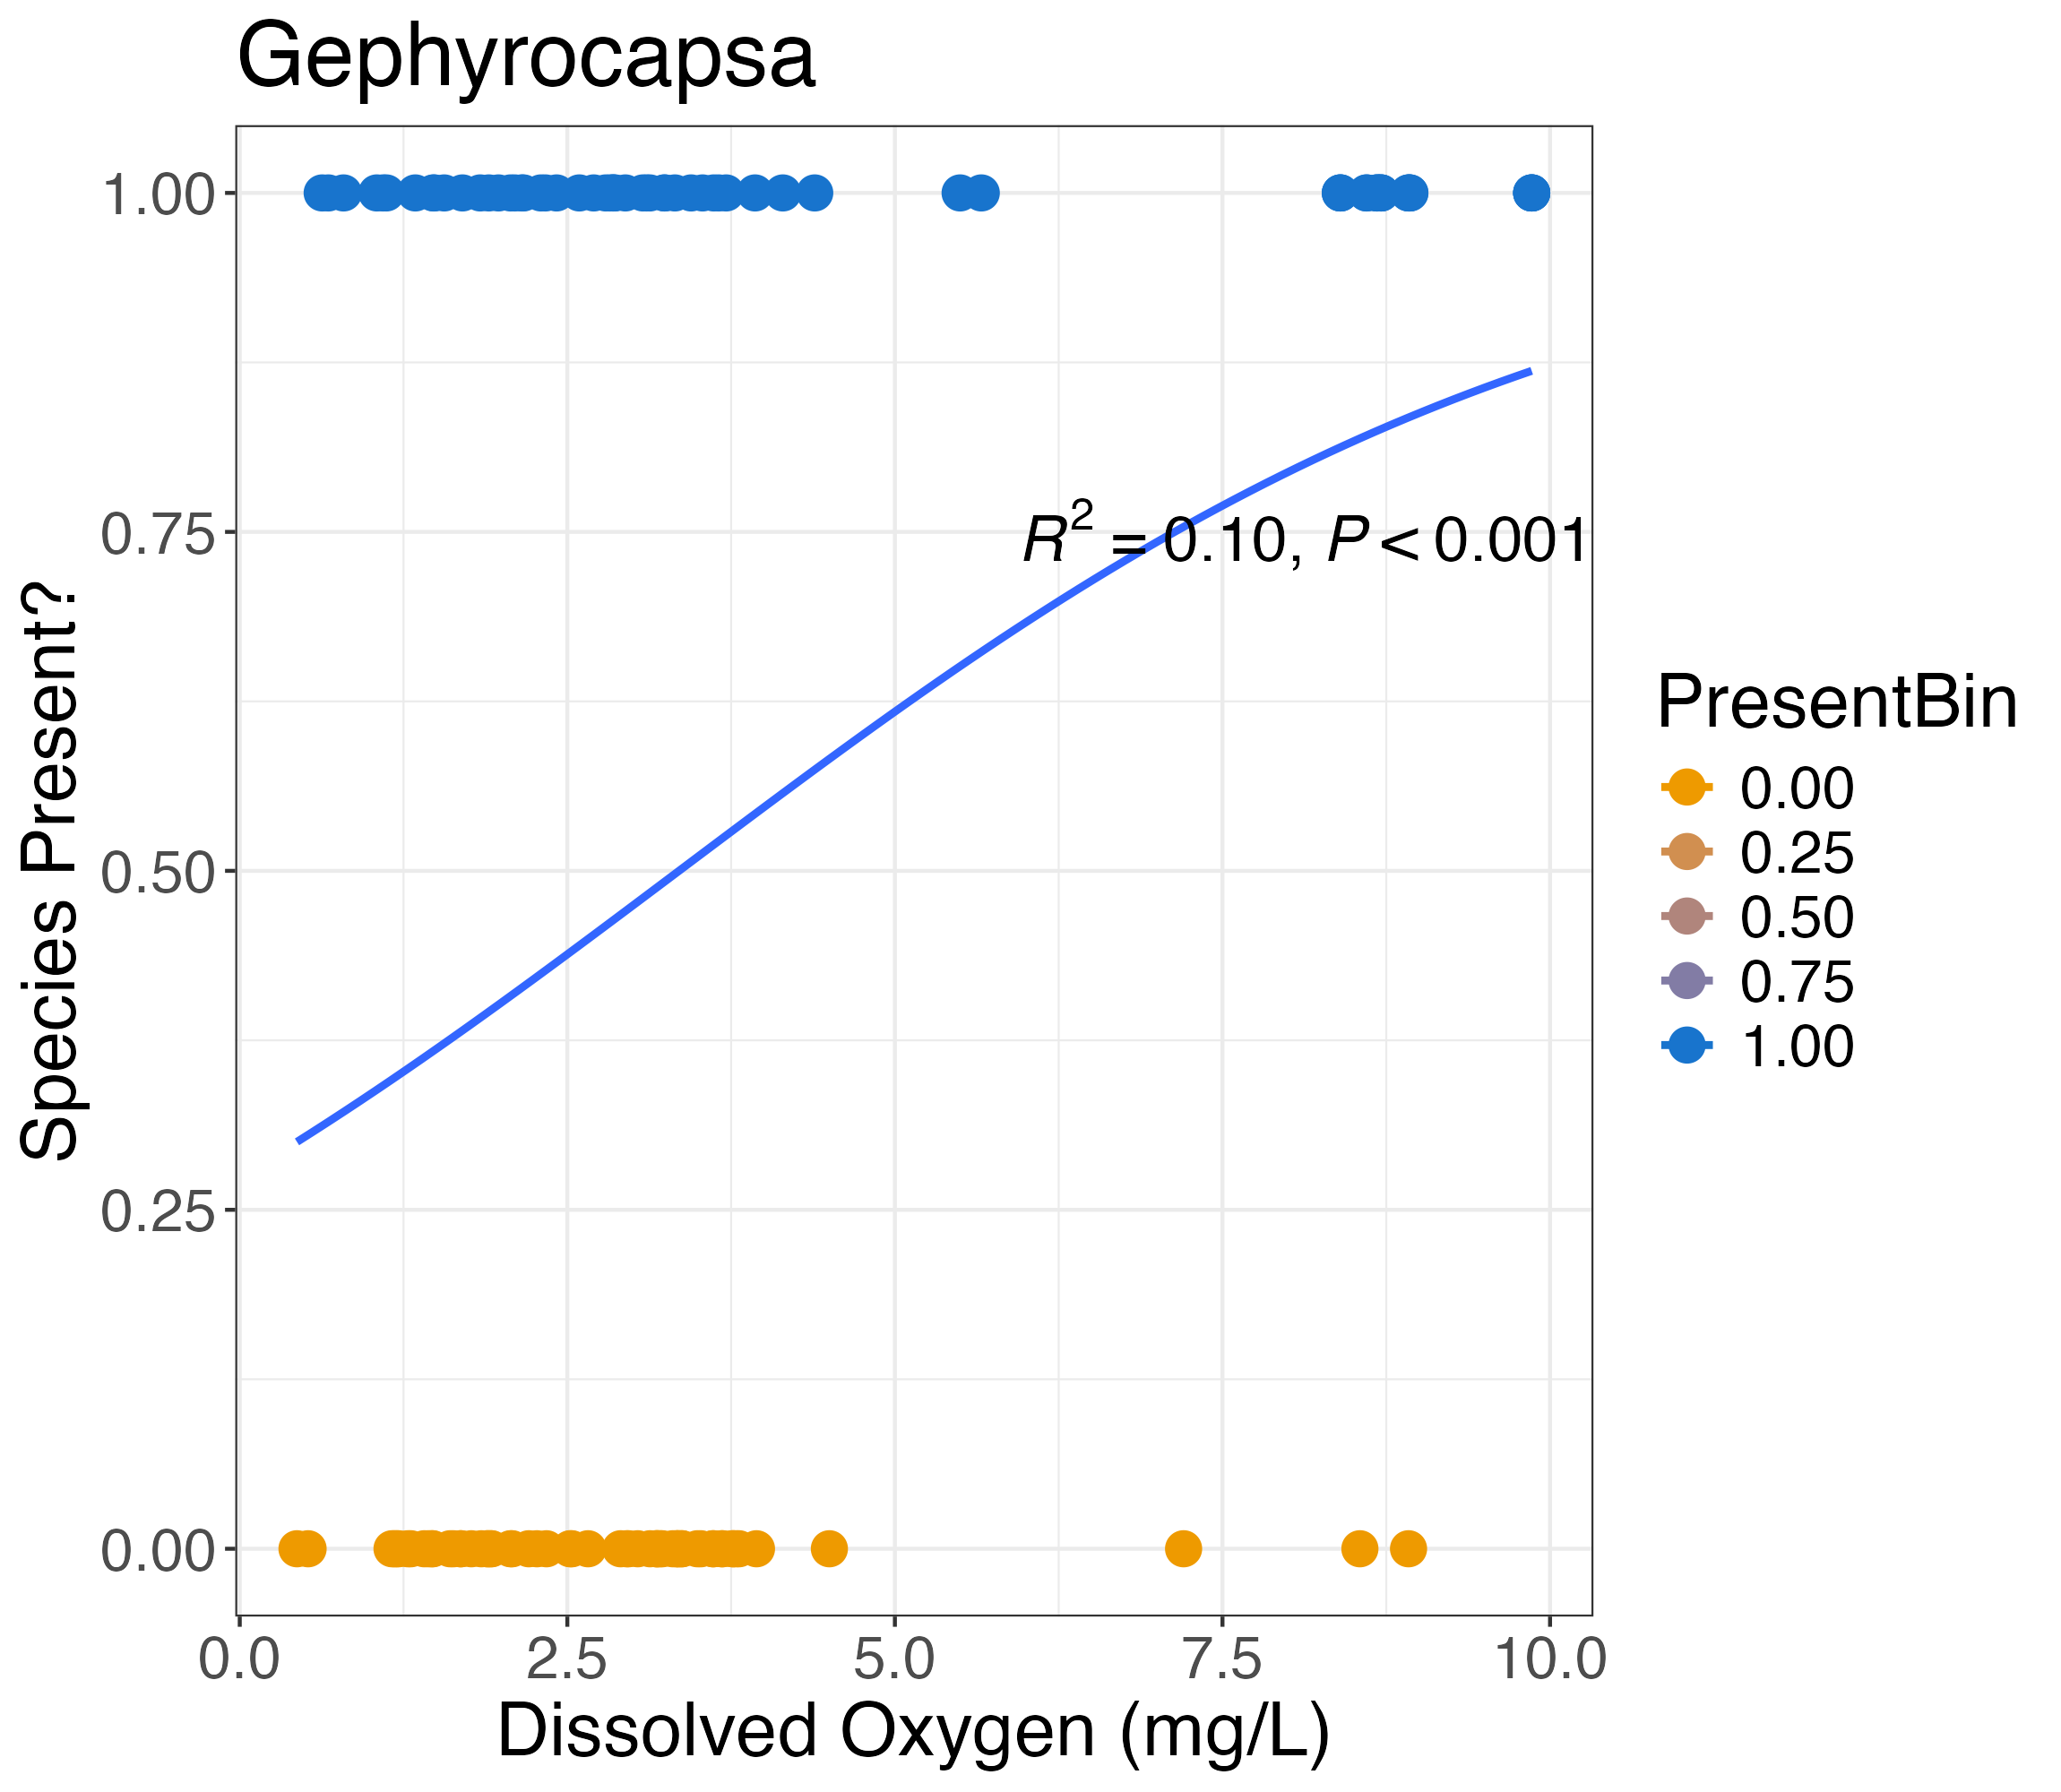 Gephyrocapsa
1.00
0.75
0.50
0.25
0.00
Species Present?
R² = 0.10, P < 0.001
0.0 2.5 5.0 7.5 10.0
Dissolved Oxygen (mg/L)
PresentBin
0.00
0.25
0.50
0.75
1.00